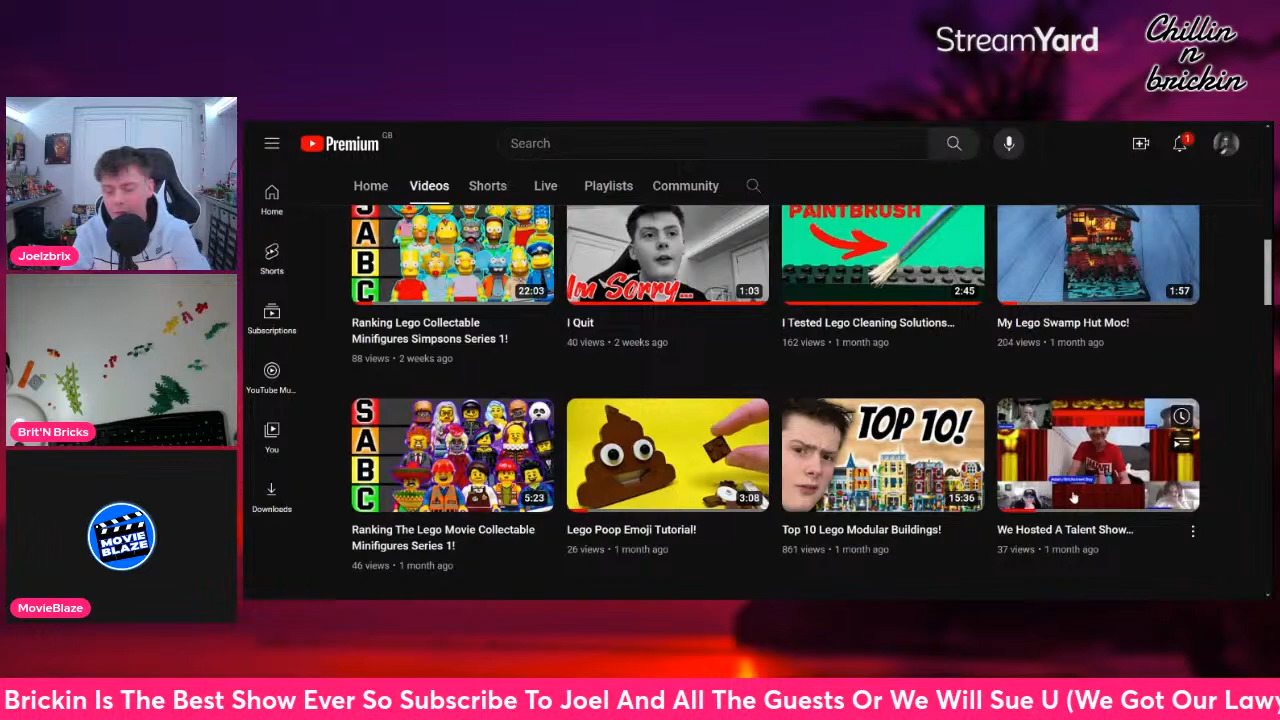 StreamYard
Chillin
n
brickin
Joelzbrix
Brit'N Bricks
MOVIE
BLAZE
MovieBlaze
Premium
GB
Search
1
Home
Videos
Shorts
Live
Playlists
Community
Home
Shorts
Subscriptions
YouTube Mu...
You
Downloads
S
A
B
C
22:03
Ranking Lego Collectable
Minifigures Simpsons Series 1!
88 views • 2 weeks ago
Im Sorry...
1:03
I Quit
40 views • 2 weeks ago
PAINTBRUSH
2:45
I Tested Lego Cleaning Solutions...
162 views • 1 month ago
1:57
My Lego Swamp Hut Moc!
204 views • 1 month ago
S
A
B
C
5:23
Ranking The Lego Movie Collectable
Minifigures Series 1!
46 views • 1 month ago
3:08
Lego Poop Emoji Tutorial!
26 views • 1 month ago
TOP 10!
15:36
Top 10 Lego Modular Buildings!
861 views • 1 month ago
We Hosted A Talent Show...
37 views • 1 month ago
Brickin Is The Best Show Ever So Subscribe To Joel And All The Guests Or We Will Sue U (We Got Our Lawy